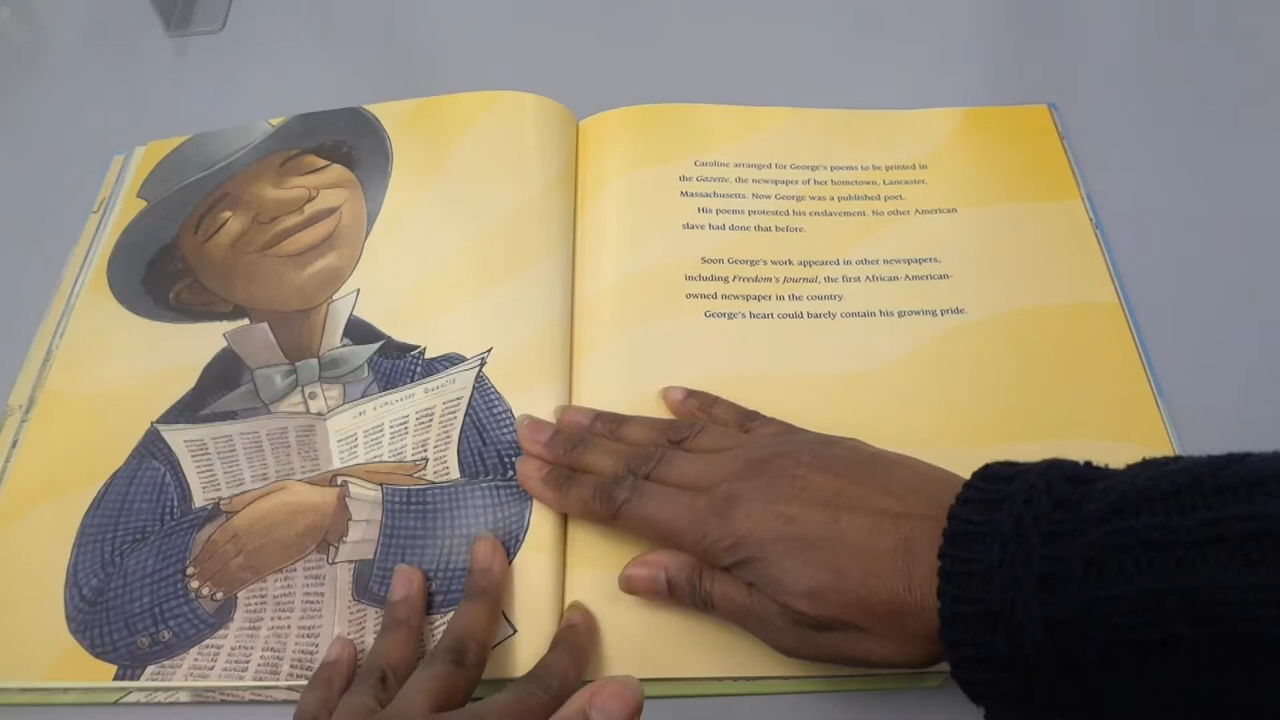 The Lancaster Gazette
Caroline arranged for George's poems to be printed in
the Gazette, the newspaper of her hometown, Lancaster,
Massachusetts. Now George was a published poet.
His poems protested his enslavement. No other American
slave had done that before.
Soon George's work appeared in other newspapers,
including Freedom's Journal, the first African-American-
owned newspaper in the country.
George's heart could barely contain his growing pride.